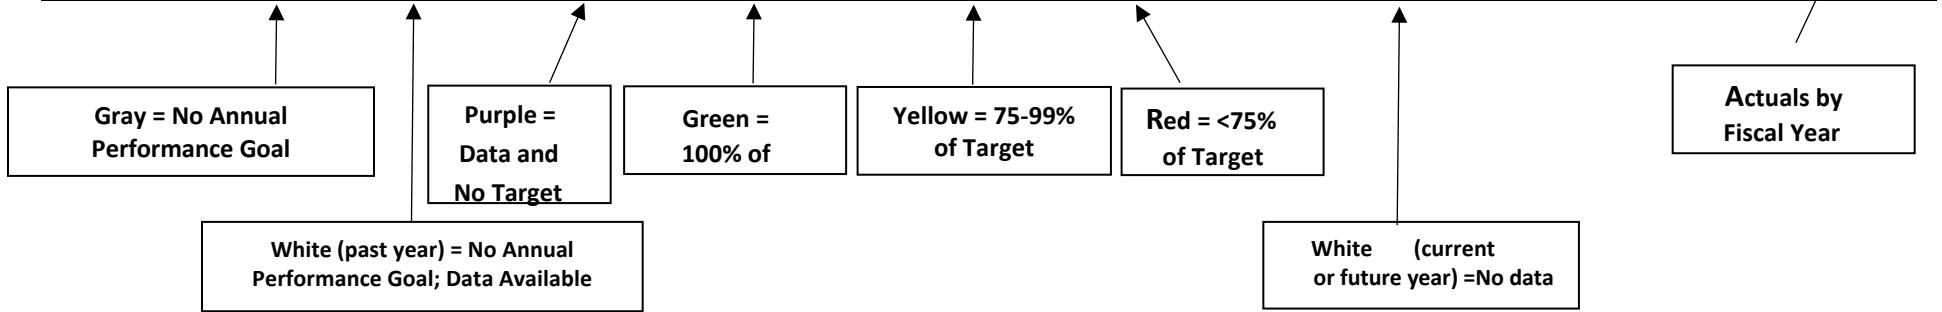 Gray = No Annual
Performance Goal
Purple =
Data and
No Target
Green =
100% of
Yellow = 75-99%
of Target
Red = <75%
of Target
Actuals by
Fiscal Year
White (past year) = No Annual
Performance Goal; Data Available
White (current
or future year) =No data